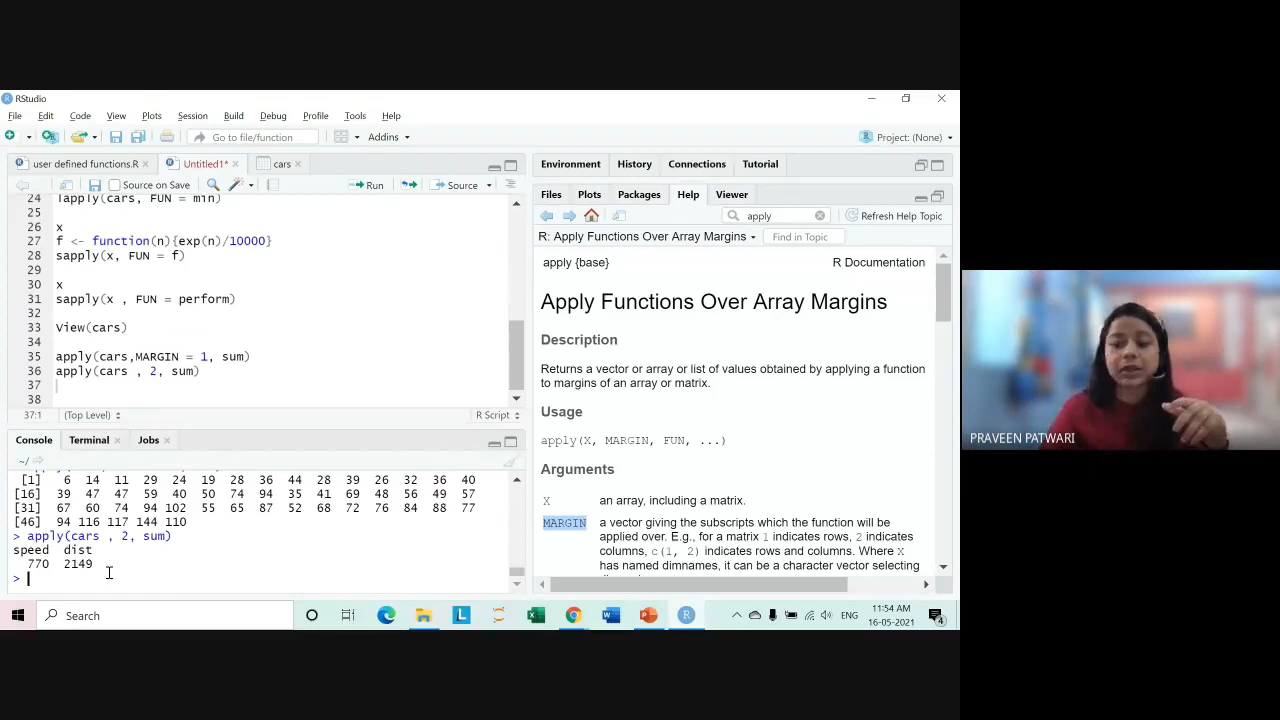 RStudio
File Edit Code View Plots Session Build Debug Profile Tools Help
Go to file/function Addins Project: (None)
user defined functions.R Untitled1* cars
Source on Save Run Source
24 lapply(cars, FUN = min)
25
26 x
27 f <- function(n){exp(n)/10000}
28 sapply(x, FUN = f)
29
30 x
31 sapply(x , FUN = perform)
32
33 View(cars)
34
35 apply(cars,MARGIN = 1, sum)
36 apply(cars , 2, sum)
37
38
37:1 (Top Level) R Script
Console Terminal Jobs
~/
[1] 6 14 11 29 24 19 28 36 44 28 39 26 32 36 40
[16] 39 47 47 59 40 50 74 94 35 41 69 48 56 49 57
[31] 67 60 74 94 102 55 65 87 52 68 72 76 84 88 77
[46] 94 116 117 144 110
> apply(cars , 2, sum)
speed dist
770 2149
>
Environment History Connections Tutorial
Files Plots Packages Help Viewer
apply Refresh Help Topic
R: Apply Functions Over Array Margins Find in Topic
apply {base} R Documentation
Apply Functions Over Array Margins
Description
Returns a vector or array or list of values obtained by applying a function
to margins of an array or matrix.
Usage
apply(X, MARGIN, FUN, ...)
Arguments
X an array, including a matrix.
MARGIN a vector giving the subscripts which the function will be
applied over. E.g., for a matrix 1 indicates rows, 2 indicates
columns, c(1, 2) indicates rows and columns. Where X
has named dimnames, it can be a character vector selecting
PRAVEEN PATWARI
Search
ENG
11:54 AM
16-05-2021
4